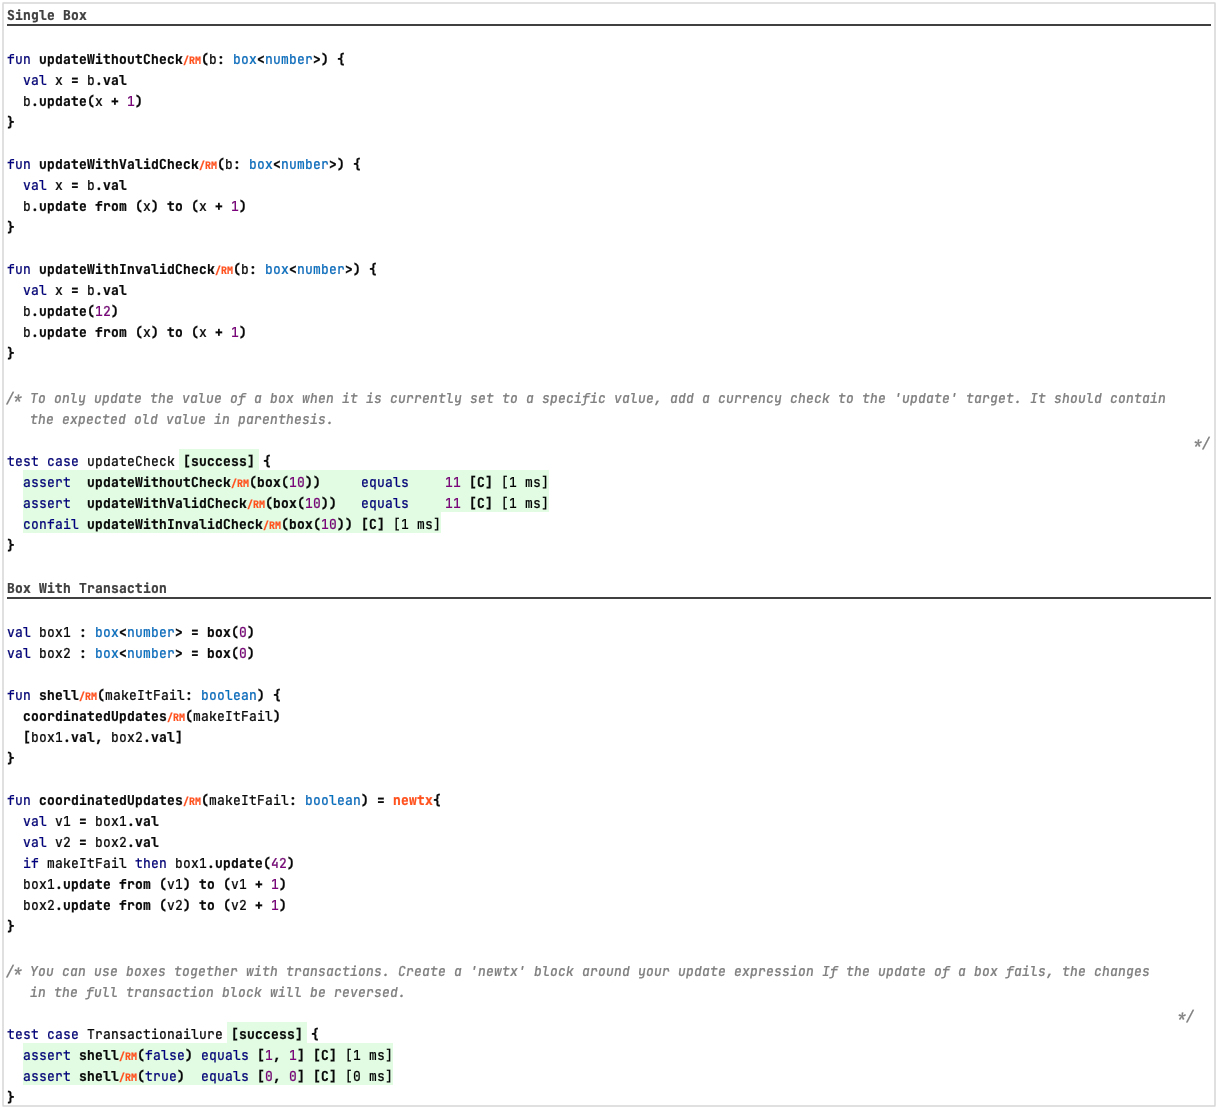 Single Box
fun updateWithoutCheck/RM(b: box<number>) {
  val x = b.val
  b.update(x + 1)
}
fun updateWithValidCheck/RM(b: box<number>) {
  val x = b.val
  b.update from (x) to (x + 1)
}
fun updateWithInvalidCheck/RM(b: box<number>) {
  val x = b.val
  b.update(12)
  b.update from (x) to (x + 1)
}
/* To only update the value of a box when it is currently set to a specific value, add a currency check to the 'update' target. It should contain
   the expected old value in parenthesis.
*/
test case updateCheck [success] {
  assert  updateWithoutCheck/RM(box(10))     equals    11 [C] [1 ms]
  assert  updateWithValidCheck/RM(box(10))   equals    11 [C] [1 ms]
  confail updateWithInvalidCheck/RM(box(10)) [C] [1 ms]
}
Box With Transaction
val box1 : box<number> = box(0)
val box2 : box<number> = box(0)
fun shell/RM(makeItFail: boolean) {
  coordinatedUpdates/RM(makeItFail)
  [box1.val, box2.val]
}
fun coordinatedUpdates/RM(makeItFail: boolean) = newtx{
  val v1 = box1.val
  val v2 = box2.val
  if makeItFail then box1.update(42)
  box1.update from (v1) to (v1 + 1)
  box2.update from (v2) to (v2 + 1)
}
/* You can use boxes together with transactions. Create a 'newtx' block around your update expression If the update of a box fails, the changes
   in the full transaction block will be reversed.
*/
test case Transactionailure [success] {
  assert shell/RM(false) equals [1, 1] [C] [1 ms]
  assert shell/RM(true)  equals [0, 0] [C] [0 ms]
}